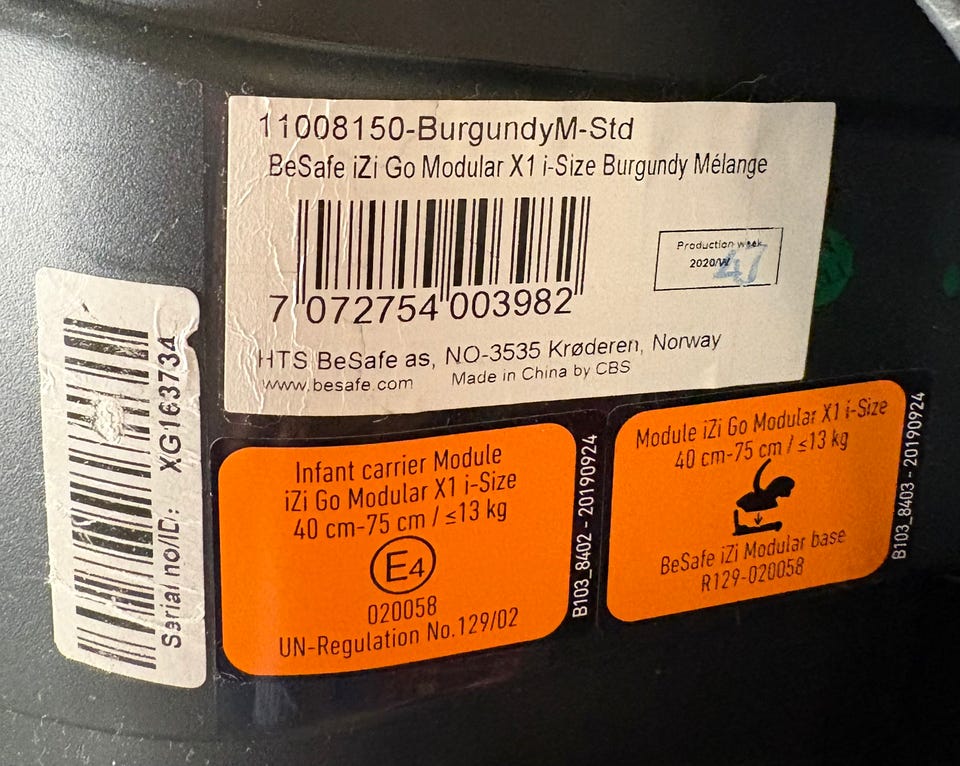 11008150-BurgundyM-Std
BeSafe iZi Go Modular X1 i-Size Burgundy Mélange
7 072754 003982
Production week
2020/W 47
HTS BeSafe as, NO-3535 Krøderen, Norway
www.besafe.com Made in China by CBS
Serial no/ID: XG163734
Infant carrier Module
iZi Go Modular X1 i-Size
40 cm-75 cm / ≤13 kg
E4
020058
UN-Regulation No.129/02
B103_8402 - 20190924
Module iZi Go Modular X1 i-Size
40 cm-75 cm / ≤13 kg
BeSafe iZi Modular base
R129-020058
B103_8403 - 20190924